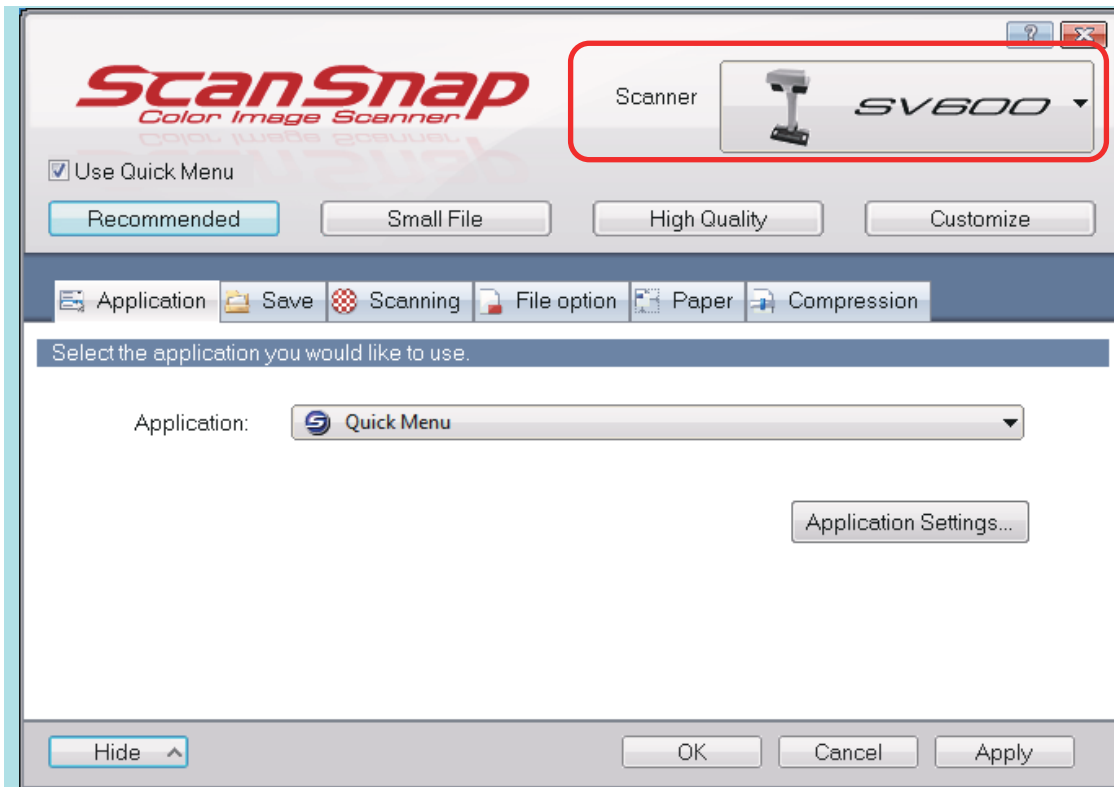 ScanSnap
Color Image Scanner
Scanner SV600
Use Quick Menu
Recommended Small File High Quality Customize
Application Save Scanning File option Paper Compression
Select the application you would like to use.
Application: Quick Menu
Application Settings...
Hide OK Cancel Apply